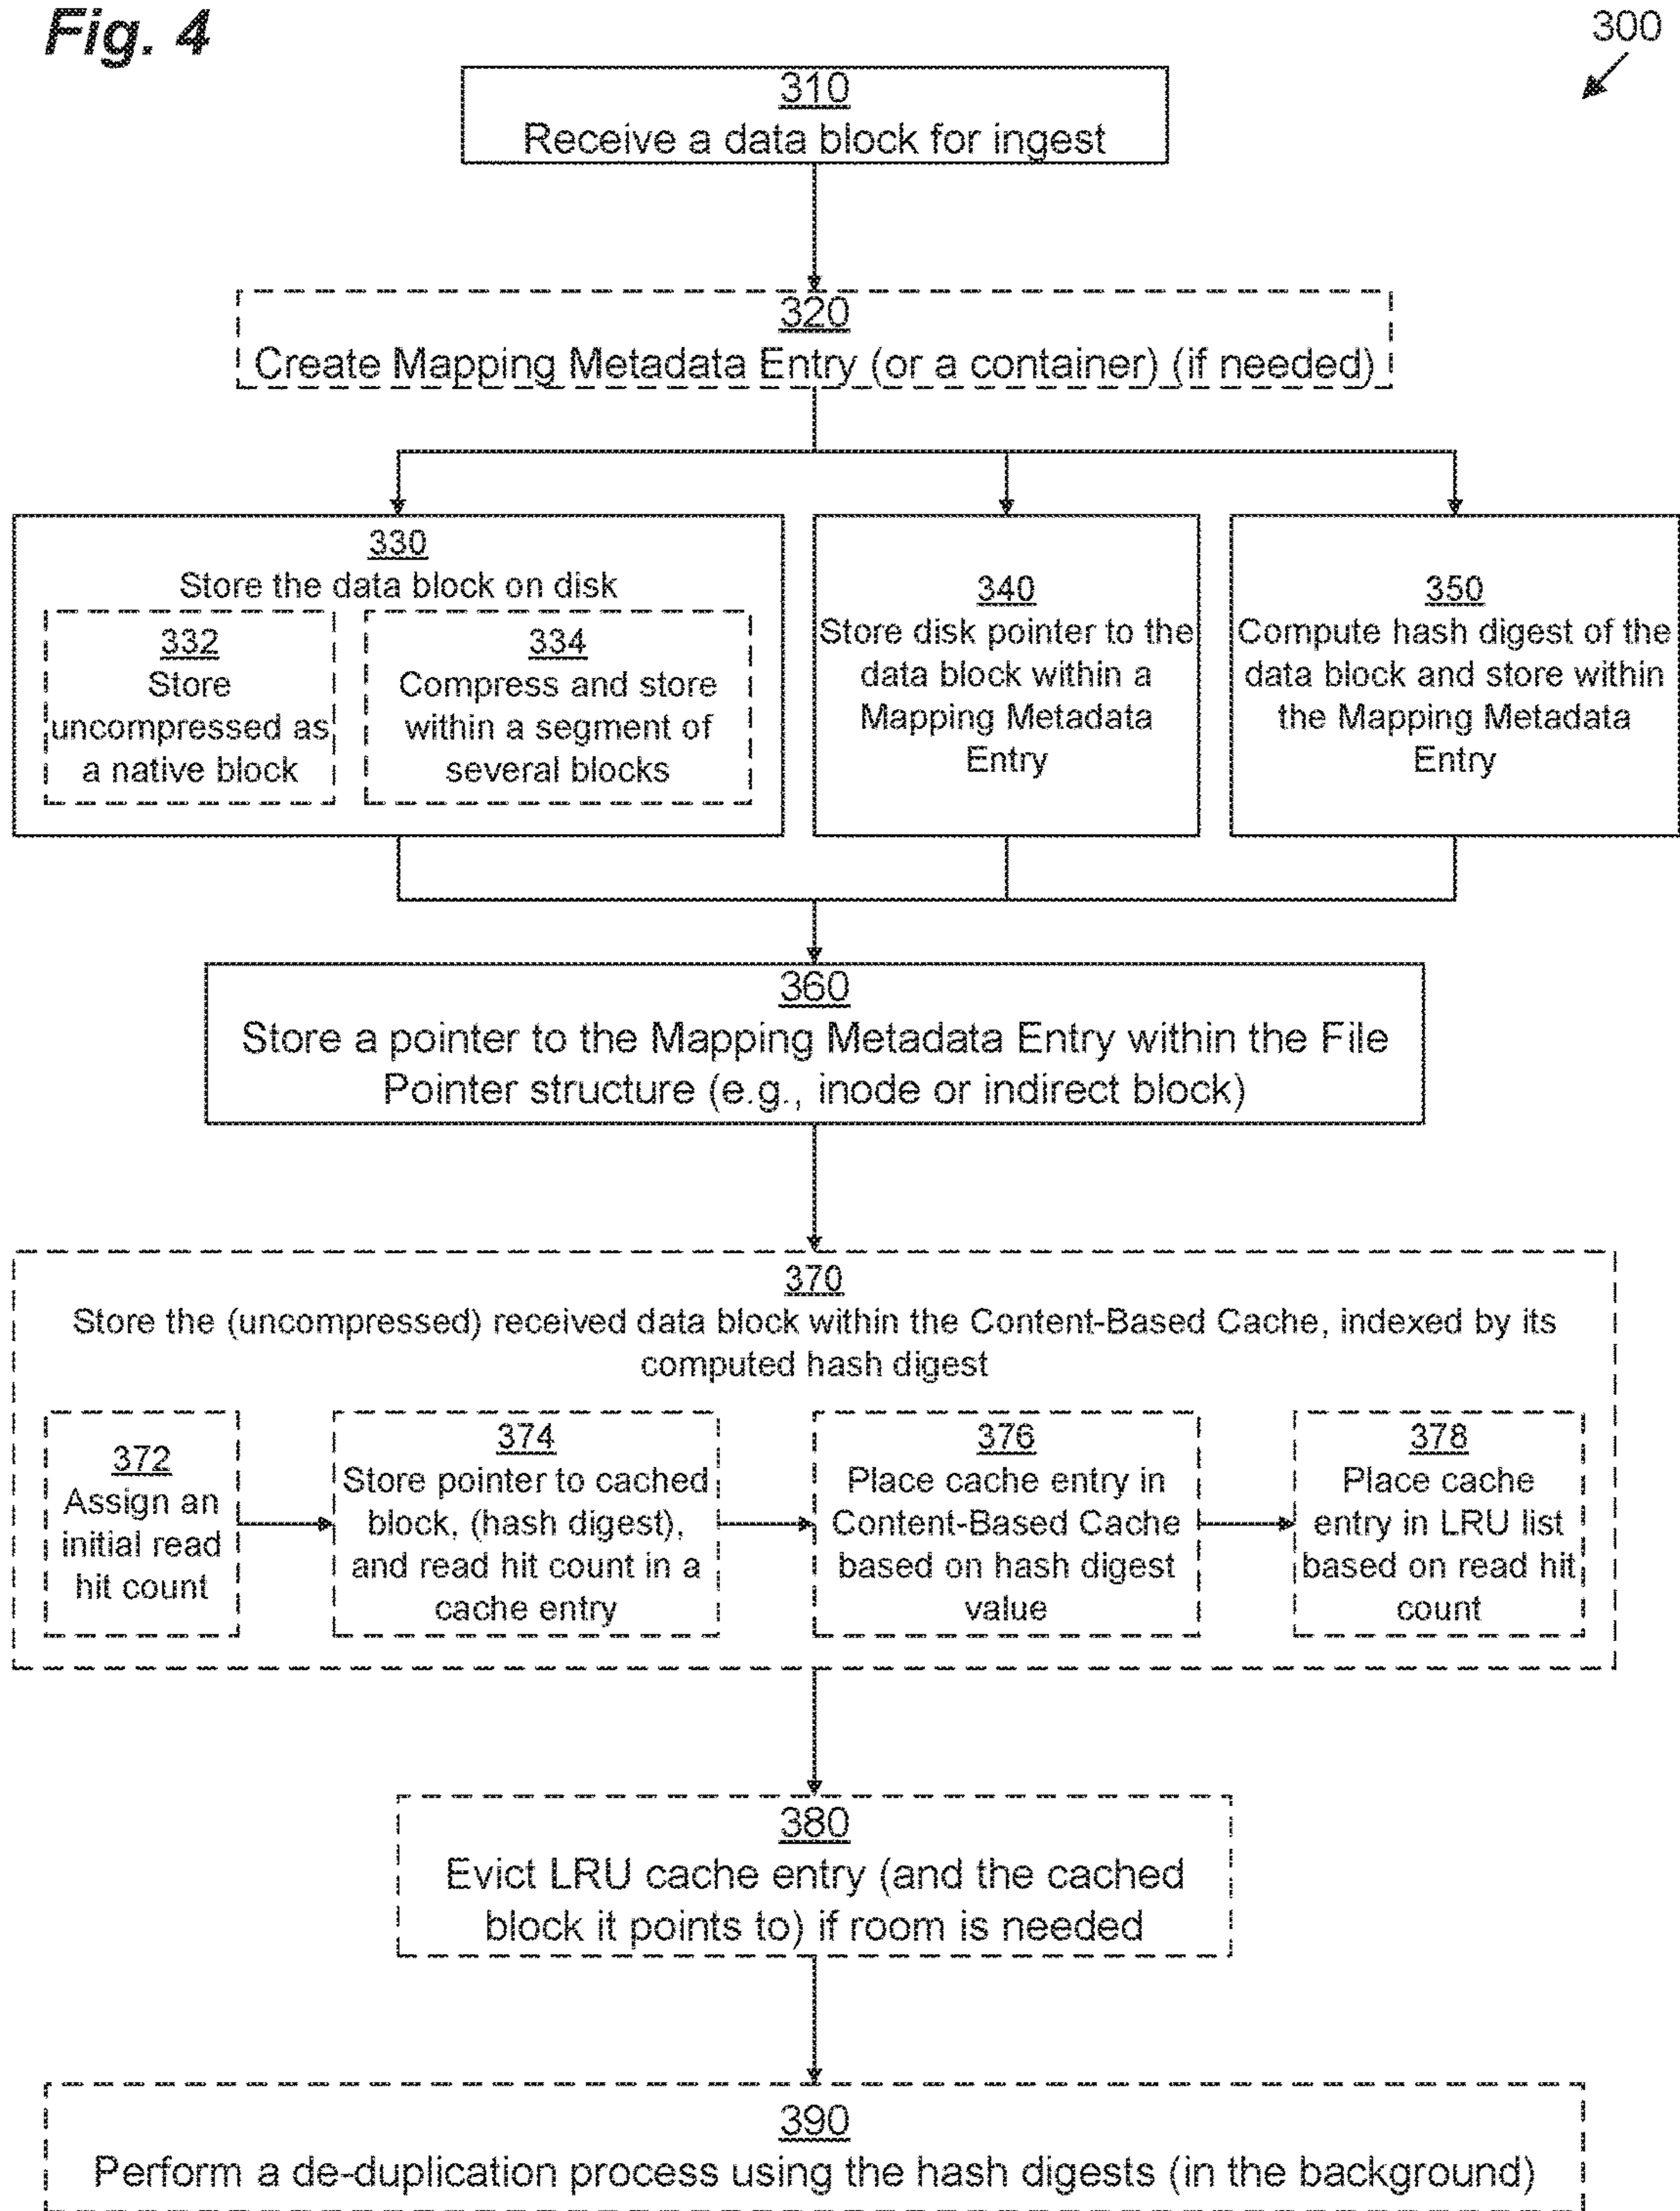 Fig. 4
300
310
Receive a data block for ingest
320
Create Mapping Metadata Entry (or a container) (if needed)
330
Store the data block on disk
332
Store
uncompressed as
a native block
334
Compress and store
within a segment of
several blocks
340
Store disk pointer to the
data block within a
Mapping Metadata
Entry
350
Compute hash digest of the
data block and store within
the Mapping Metadata
Entry
360
Store a pointer to the Mapping Metadata Entry within the File
Pointer structure (e.g., inode or indirect block)
370
Store the (uncompressed) received data block within the Content-Based Cache, indexed by its
computed hash digest
372
Assign an
initial read
hit count
374
Store pointer to cached
block, (hash digest),
and read hit count in a
cache entry
376
Place cache entry in
Content-Based Cache
based on hash digest
value
378
Place cache
entry in LRU list
based on read hit
count
380
Evict LRU cache entry (and the cached
block it points to) if room is needed
390
Perform a de-duplication process using the hash digests (in the background)